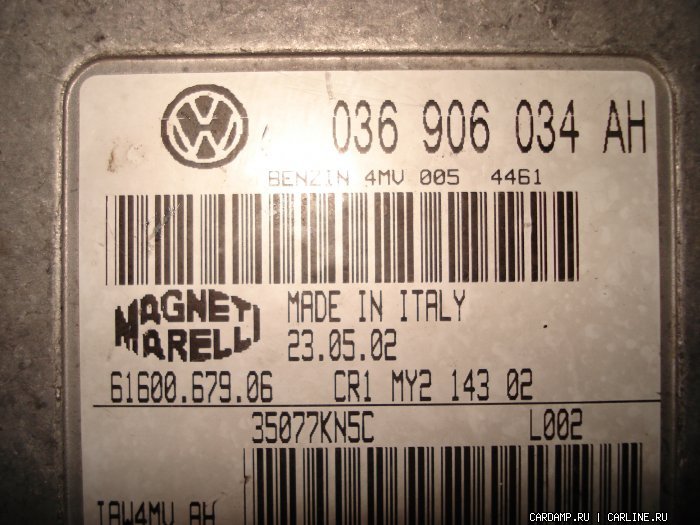 036 906 034 AH
BENZIN 4MV 005 4461
MAGNETI MARELLI
MADE IN ITALY
23.05.02
61600.679.06 CR1 MY2 143 02
35077KN5C L002
IAW4MV AH
CARDAMP.RU | CARLINE.RU